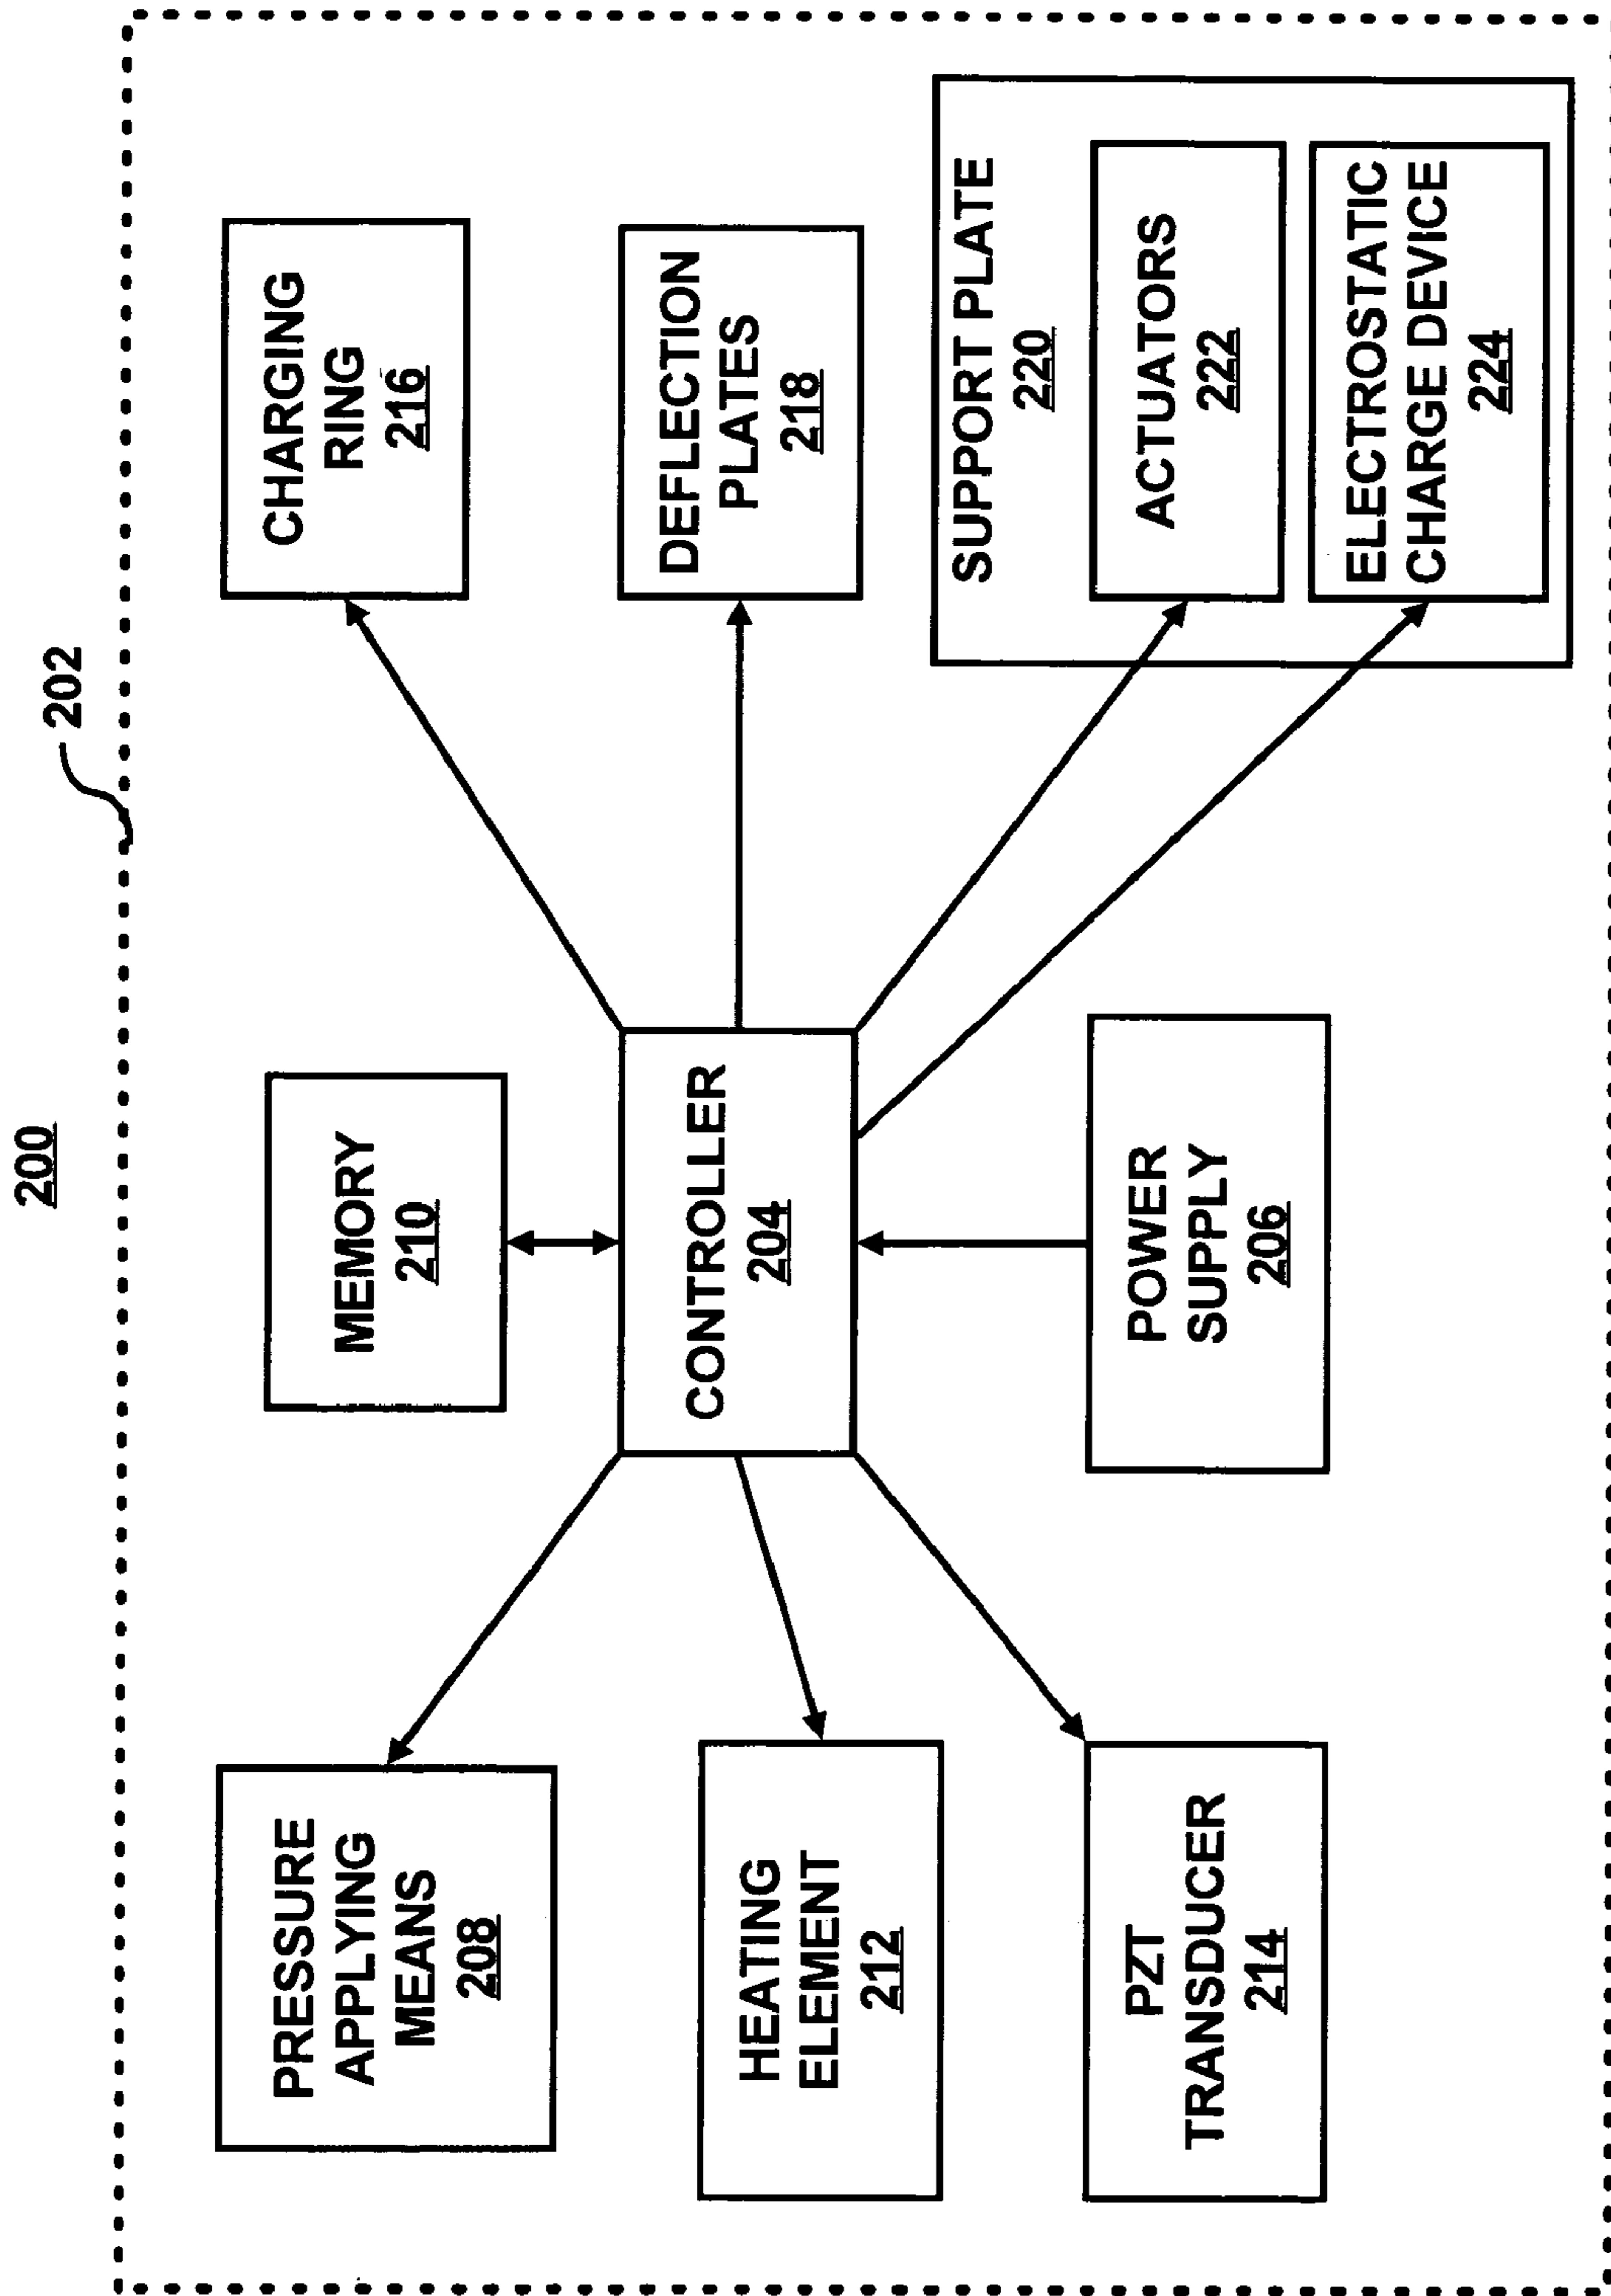 200
202
PRESSURE
APPLYING
MEANS
208
MEMORY
210
CHARGING
RING
216
HEATING
ELEMENT
212
CONTROLLER
204
DEFLECTION
PLATES
218
PZT
TRANSDUCER
214
POWER
SUPPLY
206
SUPPORT PLATE
220
ACTUATORS
222
ELECTROSTATIC
CHARGE DEVICE
224